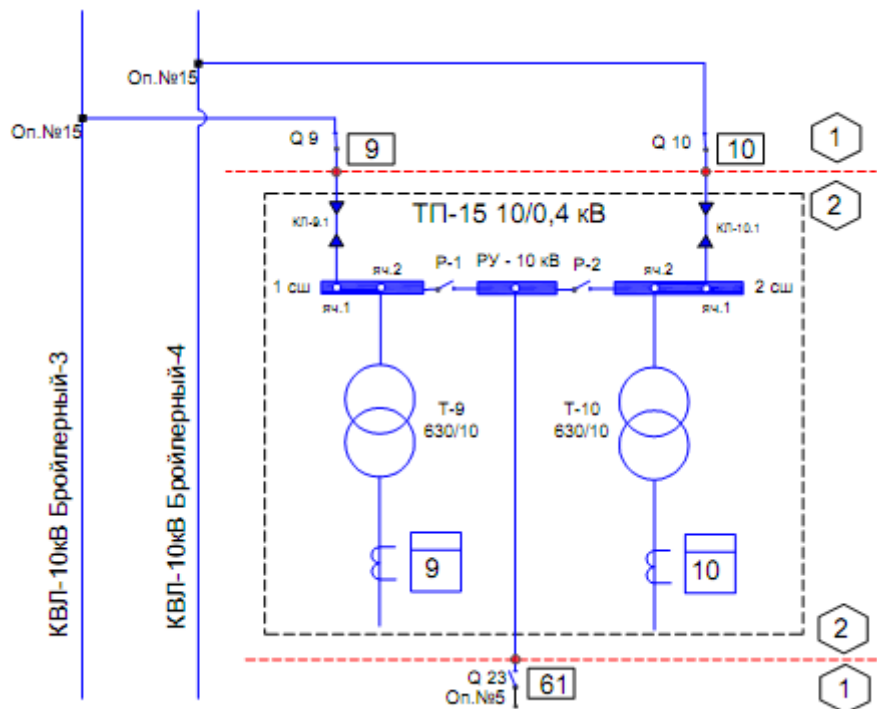 Оп.№15
Оп.№15
Q 9
9
Q 10
10
1
2
ТП-15 10/0,4 кВ
КЛ-9.1
КЛ-10.1
1 сш
яч.2
Р-1
РУ - 10 кВ
Р-2
яч.2
2 сш
яч.1
яч.1
Т-9
630/10
Т-10
630/10
КВЛ-10кВ Бройлерный-3
КВЛ-10кВ Бройлерный-4
9
10
2
Q 23
61
Оп.№5
1